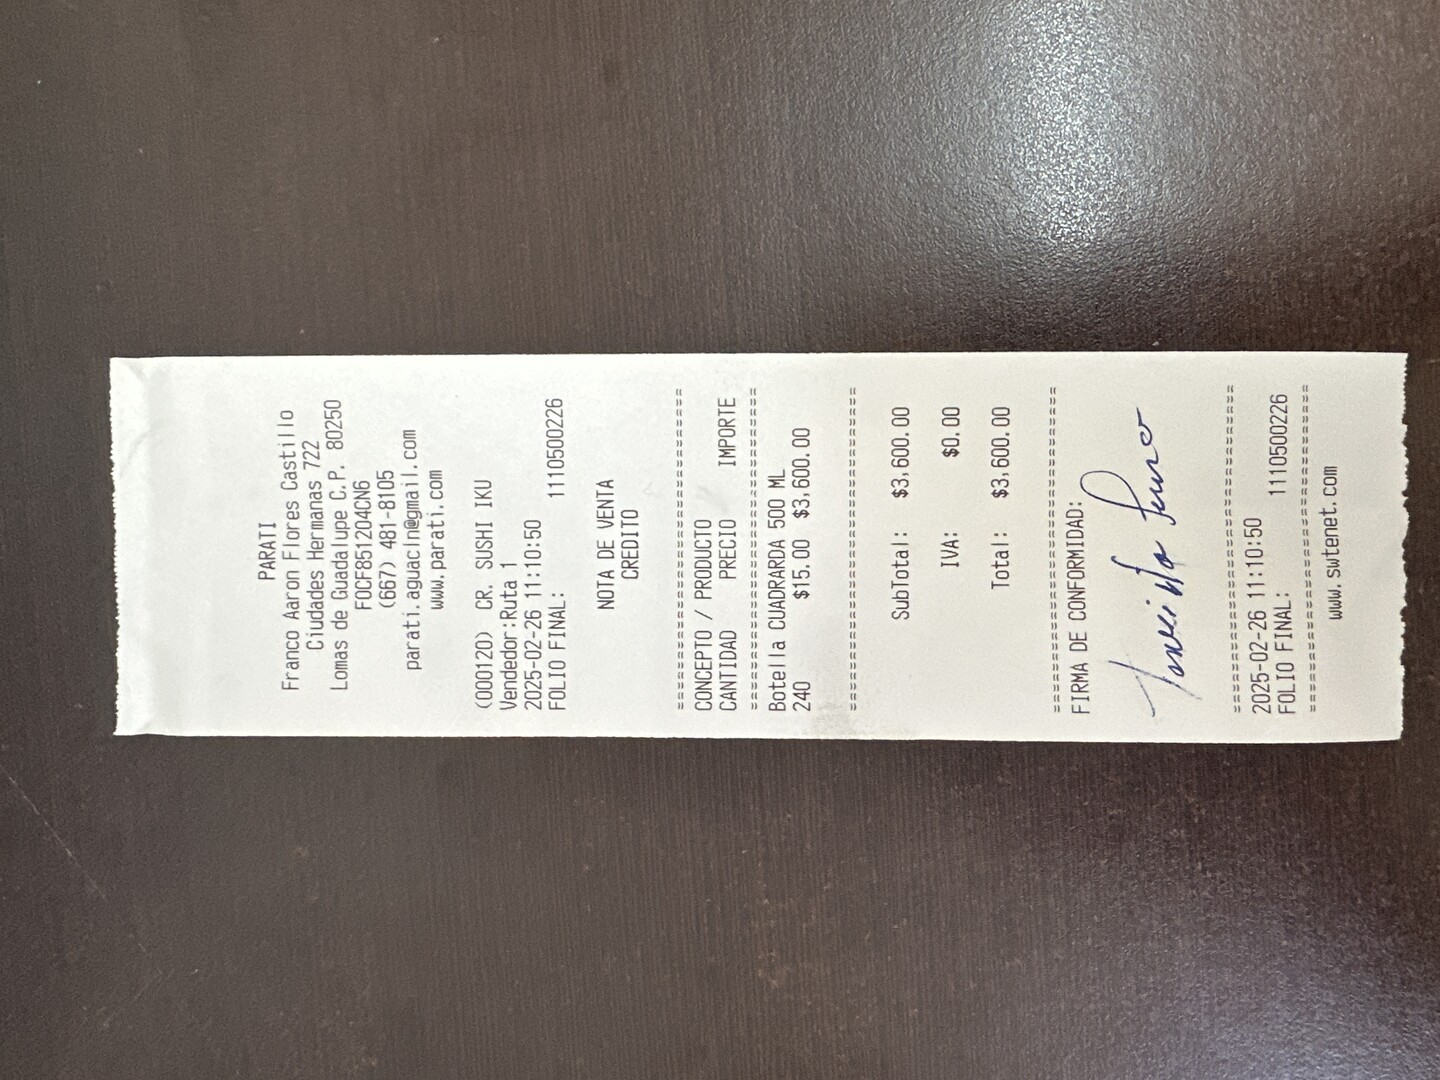 PARATI
Franco Aaron Flores Castillo
Ciudades Hermanas 722
Lomas de Guadalupe C.P. 80250
FOCF851204CN6
(667) 481-8105
parati.aguacln@gmail.com
www.parati.com
(000120) CR. SUSHI IKU
Vendedor:Ruta 1
2025-02-26 11:10:50
FOLIO FINAL: 1110500226
NOTA DE VENTA
CREDITO
================================
CONCEPTO / PRODUCTO
CANTIDAD PRECIO IMPORTE
================================
Botella CUADRARDA 500 ML
240 $15.00 $3,600.00
================================
SubTotal: $3,600.00
IVA: $0.00
Total: $3,600.00
================================
FIRMA DE CONFORMIDAD:
================================
2025-02-26 11:10:50
FOLIO FINAL: 1110500226
================================
www.swtenet.com